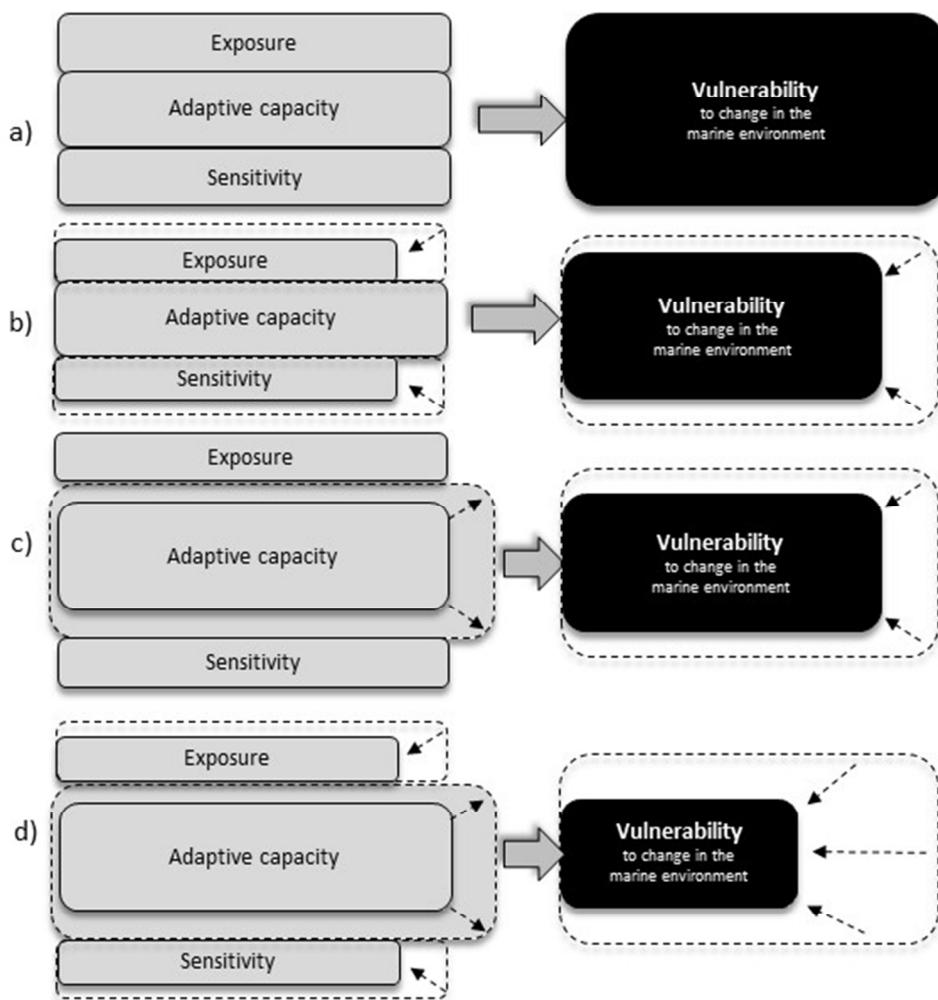 Exposure
a)
Adaptive capacity
Sensitivity
Vulnerability
to change in the
marine environment
Exposure
b)
Adaptive capacity
Sensitivity
Vulnerability
to change in the
marine environment
Exposure
c)
Adaptive capacity
Sensitivity
Vulnerability
to change in the
marine environment
Exposure
d)
Adaptive capacity
Sensitivity
Vulnerability
to change in the
marine environment